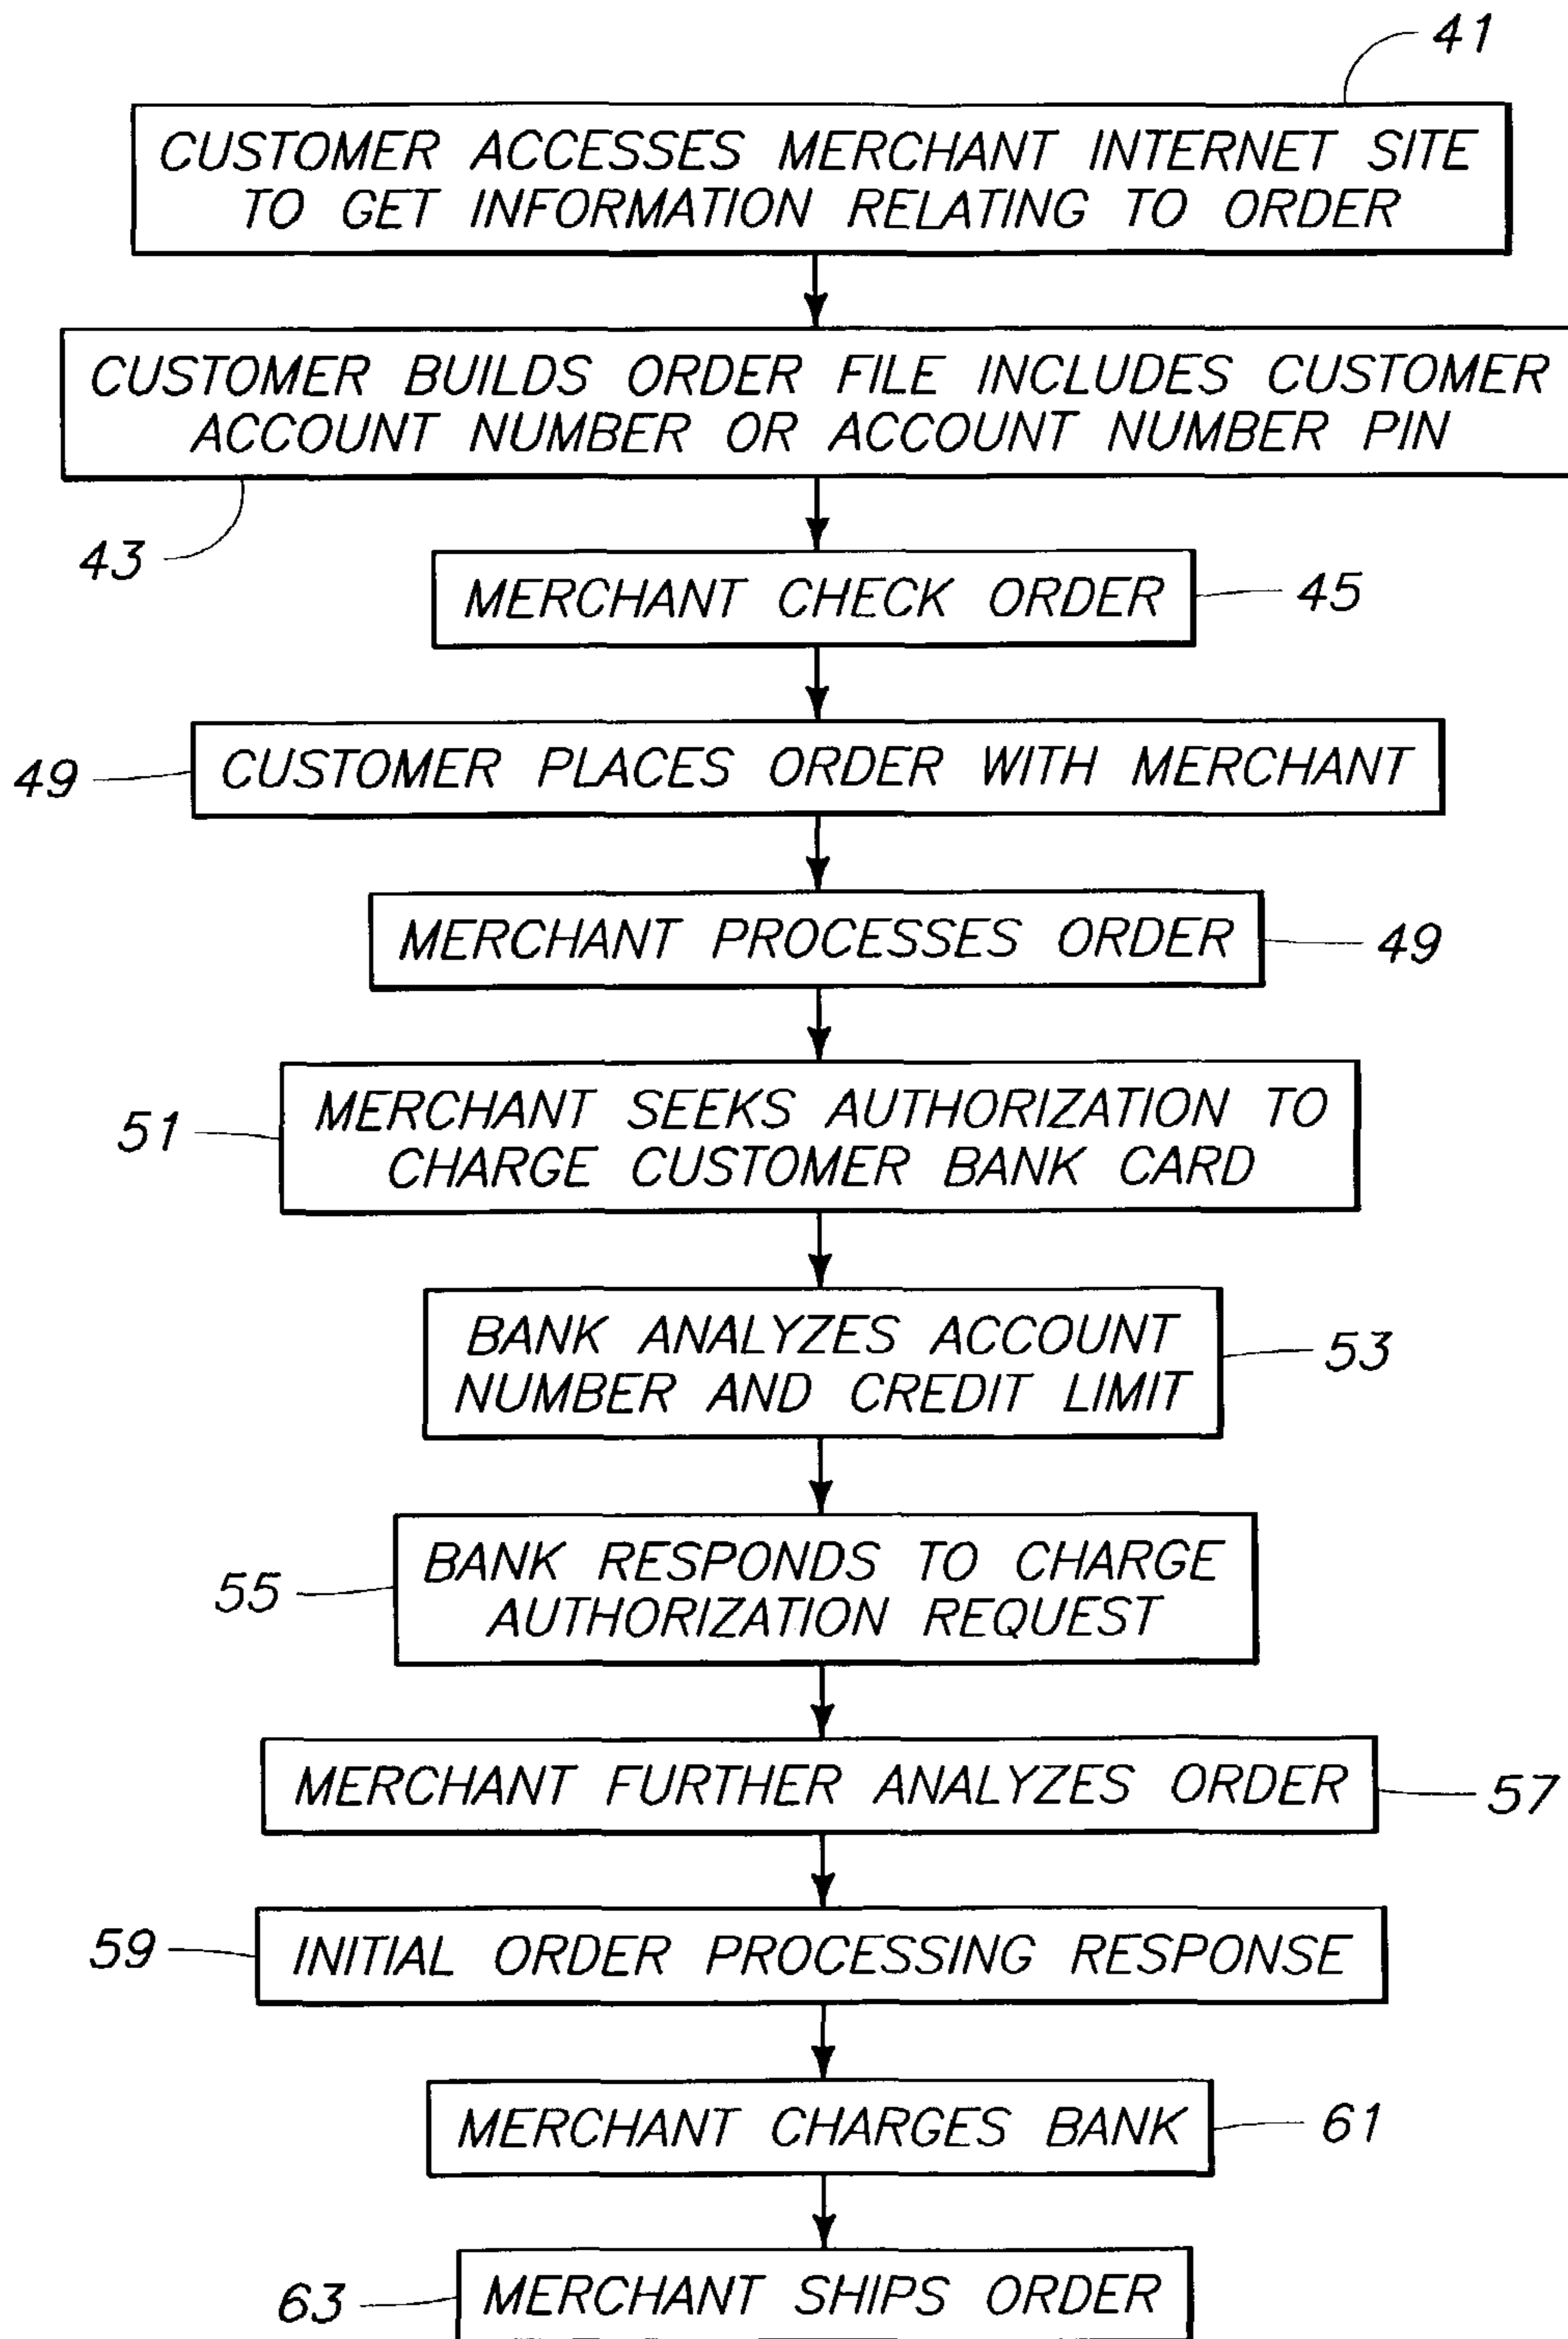 41
CUSTOMER ACCESSES MERCHANT INTERNET SITE
TO GET INFORMATION RELATING TO ORDER
CUSTOMER BUILDS ORDER FILE INCLUDES CUSTOMER
ACCOUNT NUMBER OR ACCOUNT NUMBER PIN
43
MERCHANT CHECK ORDER
45
49
CUSTOMER PLACES ORDER WITH MERCHANT
MERCHANT PROCESSES ORDER
49
51
MERCHANT SEEKS AUTHORIZATION TO
CHARGE CUSTOMER BANK CARD
BANK ANALYZES ACCOUNT
NUMBER AND CREDIT LIMIT
53
55
BANK RESPONDS TO CHARGE
AUTHORIZATION REQUEST
MERCHANT FURTHER ANALYZES ORDER
57
59
INITIAL ORDER PROCESSING RESPONSE
MERCHANT CHARGES BANK
61
63
MERCHANT SHIPS ORDER